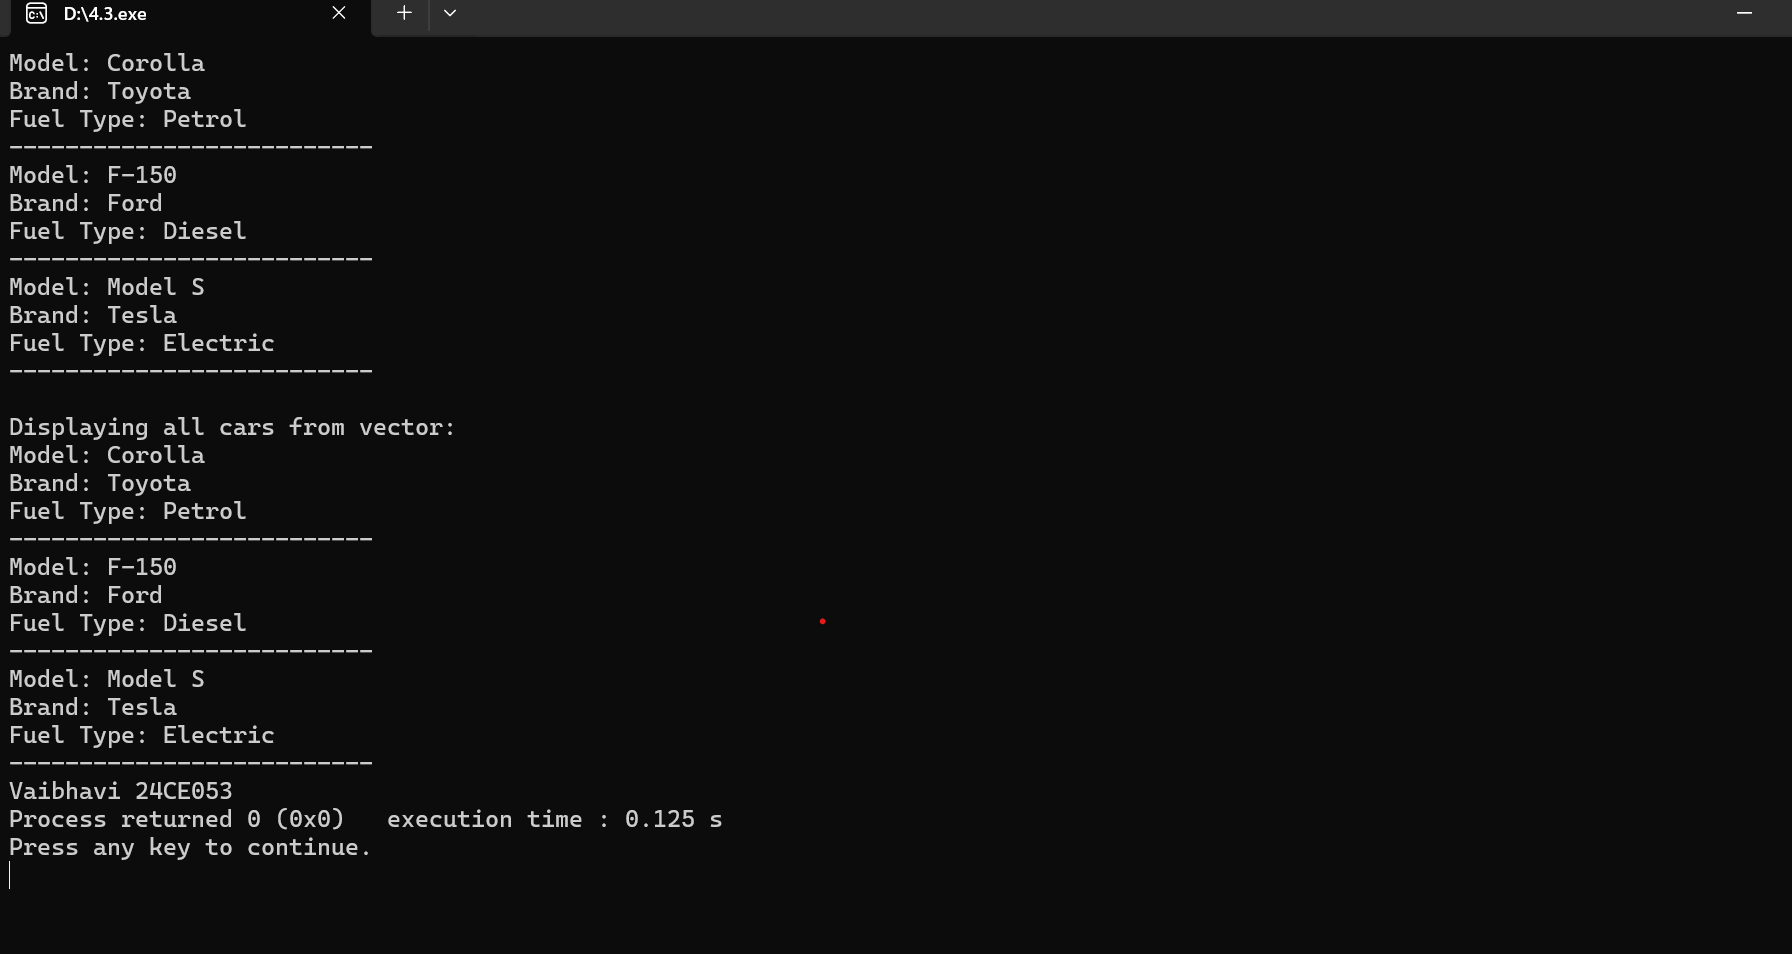 D:\4.3.exe
Model: Corolla
Brand: Toyota
Fuel Type: Petrol
--------------------------
Model: F-150
Brand: Ford
Fuel Type: Diesel
--------------------------
Model: Model S
Brand: Tesla
Fuel Type: Electric
--------------------------
Displaying all cars from vector:
Model: Corolla
Brand: Toyota
Fuel Type: Petrol
--------------------------
Model: F-150
Brand: Ford
Fuel Type: Diesel
--------------------------
Model: Model S
Brand: Tesla
Fuel Type: Electric
--------------------------
Vaibhavi 24CE053
Process returned 0 (0x0)   execution time : 0.125 s
Press any key to continue.